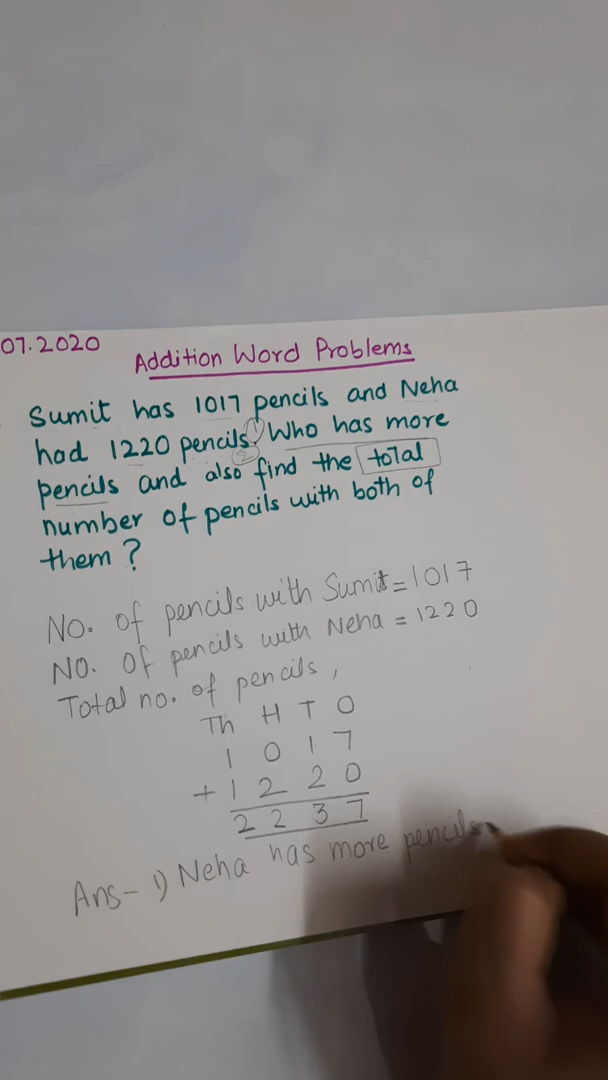 07.2020
Addition Word Problems
Sumit has 1017 pencils and Neha
had 1220 pencils. 1 Who has more
2
pencils and also find the total
number of pencils with both of
them?
No. of pencils with Sumit = 1017
No. of pencils with Neha = 1220
Total no. of pencils,
Th H T O
1 0 1 7
+ 1 2 2 0
2 2 3 7
Ans- 1) Neha has more pencils